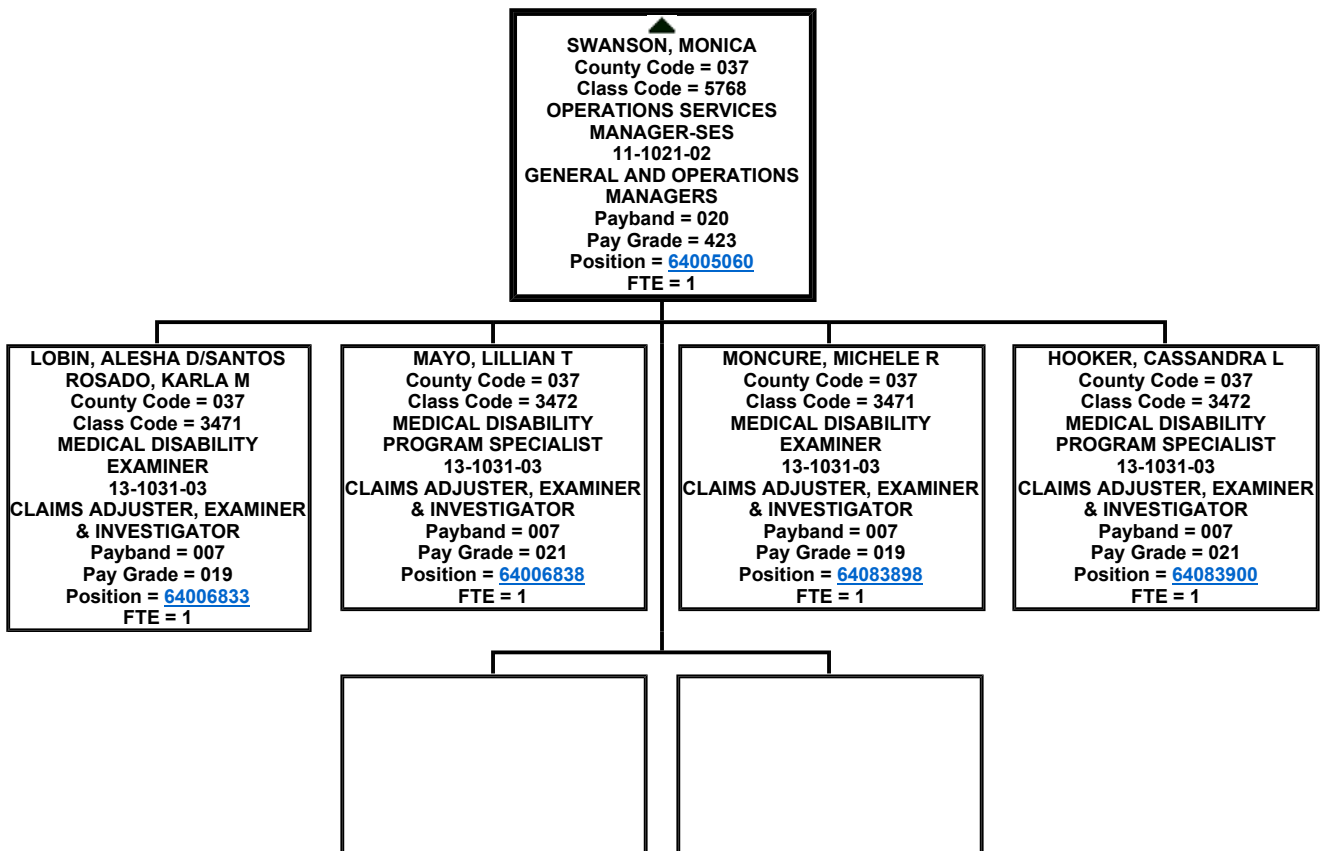 SWANSON, MONICA
County Code = 037
Class Code = 5768
OPERATIONS SERVICES
MANAGER-SES
11-1021-02
GENERAL AND OPERATIONS
MANAGERS
Payband = 020
Pay Grade = 423
Position = 64005060
FTE = 1
LOBIN, ALESHA D/SANTOS
ROSADO, KARLA M
County Code = 037
Class Code = 3471
MEDICAL DISABILITY
EXAMINER
13-1031-03
CLAIMS ADJUSTER, EXAMINER
& INVESTIGATOR
Payband = 007
Pay Grade = 019
Position = 64006833
FTE = 1
MAYO, LILLIAN T
County Code = 037
Class Code = 3472
MEDICAL DISABILITY
PROGRAM SPECIALIST
13-1031-03
CLAIMS ADJUSTER, EXAMINER
& INVESTIGATOR
Payband = 007
Pay Grade = 021
Position = 64006838
FTE = 1
MONCURE, MICHELE R
County Code = 037
Class Code = 3471
MEDICAL DISABILITY
EXAMINER
13-1031-03
CLAIMS ADJUSTER, EXAMINER
& INVESTIGATOR
Payband = 007
Pay Grade = 019
Position = 64083898
FTE = 1
HOOKER, CASSANDRA L
County Code = 037
Class Code = 3472
MEDICAL DISABILITY
PROGRAM SPECIALIST
13-1031-03
CLAIMS ADJUSTER, EXAMINER
& INVESTIGATOR
Payband = 007
Pay Grade = 021
Position = 64083900
FTE = 1